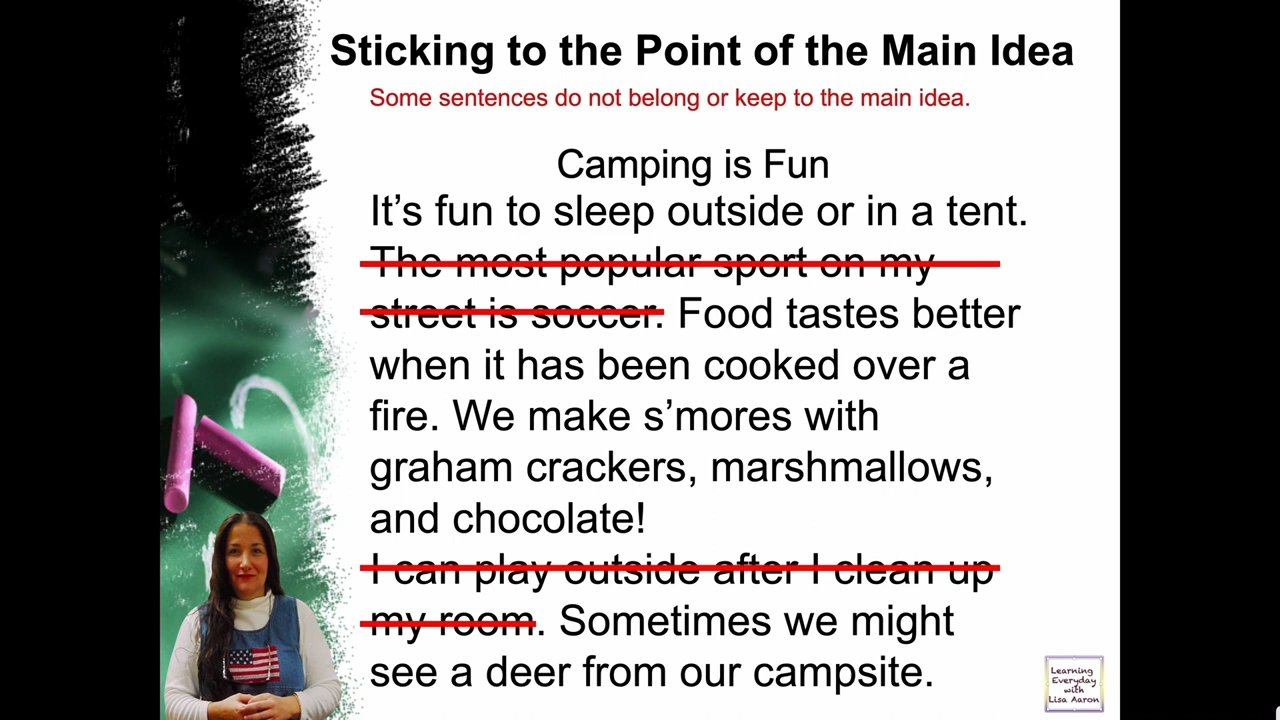 Sticking to the Point of the Main Idea
Some sentences do not belong or keep to the main idea.
Camping is Fun
It’s fun to sleep outside or in a tent.
The most popular sport on my
street is soccer. Food tastes better
when it has been cooked over a
fire. We make s’mores with
graham crackers, marshmallows,
and chocolate!
I can play outside after I clean up
my room. Sometimes we might
see a deer from our campsite.
Learning
Everyday
with
Lisa Aaron